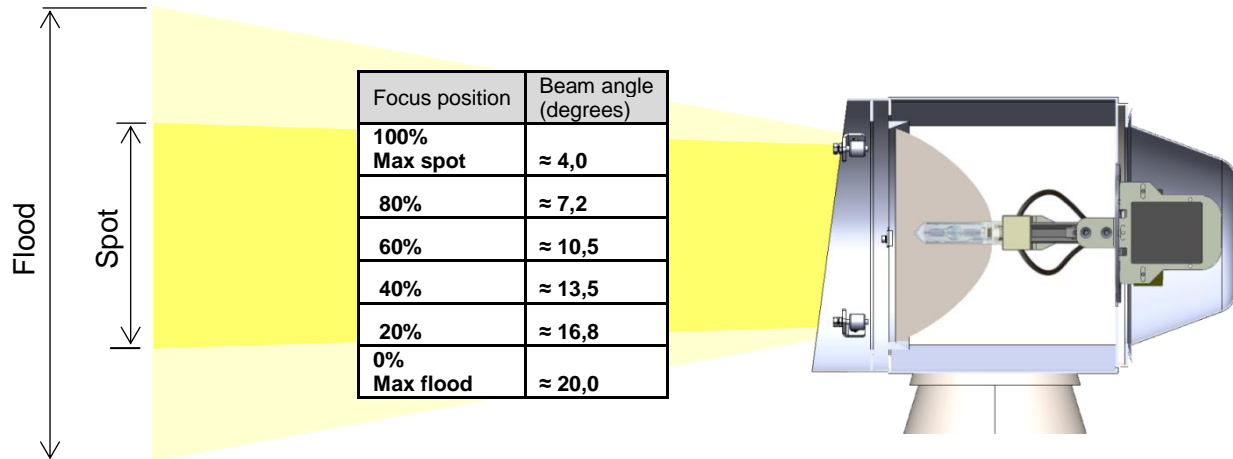 Flood
Spot
Focus position
Beam angle
(degrees)
100%
Max spot
≈ 4,0
80%
≈ 7,2
60%
≈ 10,5
40%
≈ 13,5
20%
≈ 16,8
0%
Max flood
≈ 20,0